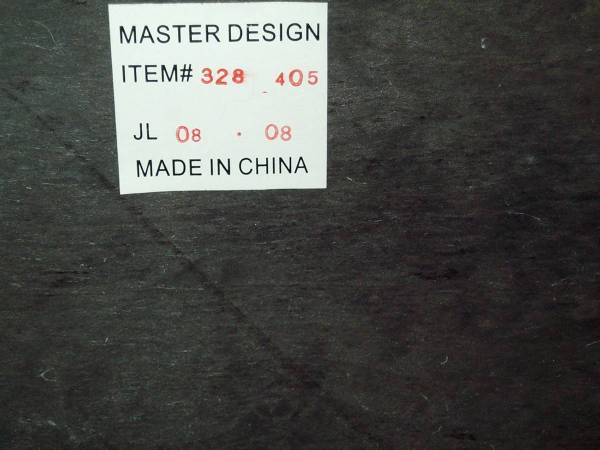 MASTER DESIGN
ITEM# 328 405
JL 08 · 08
MADE IN CHINA